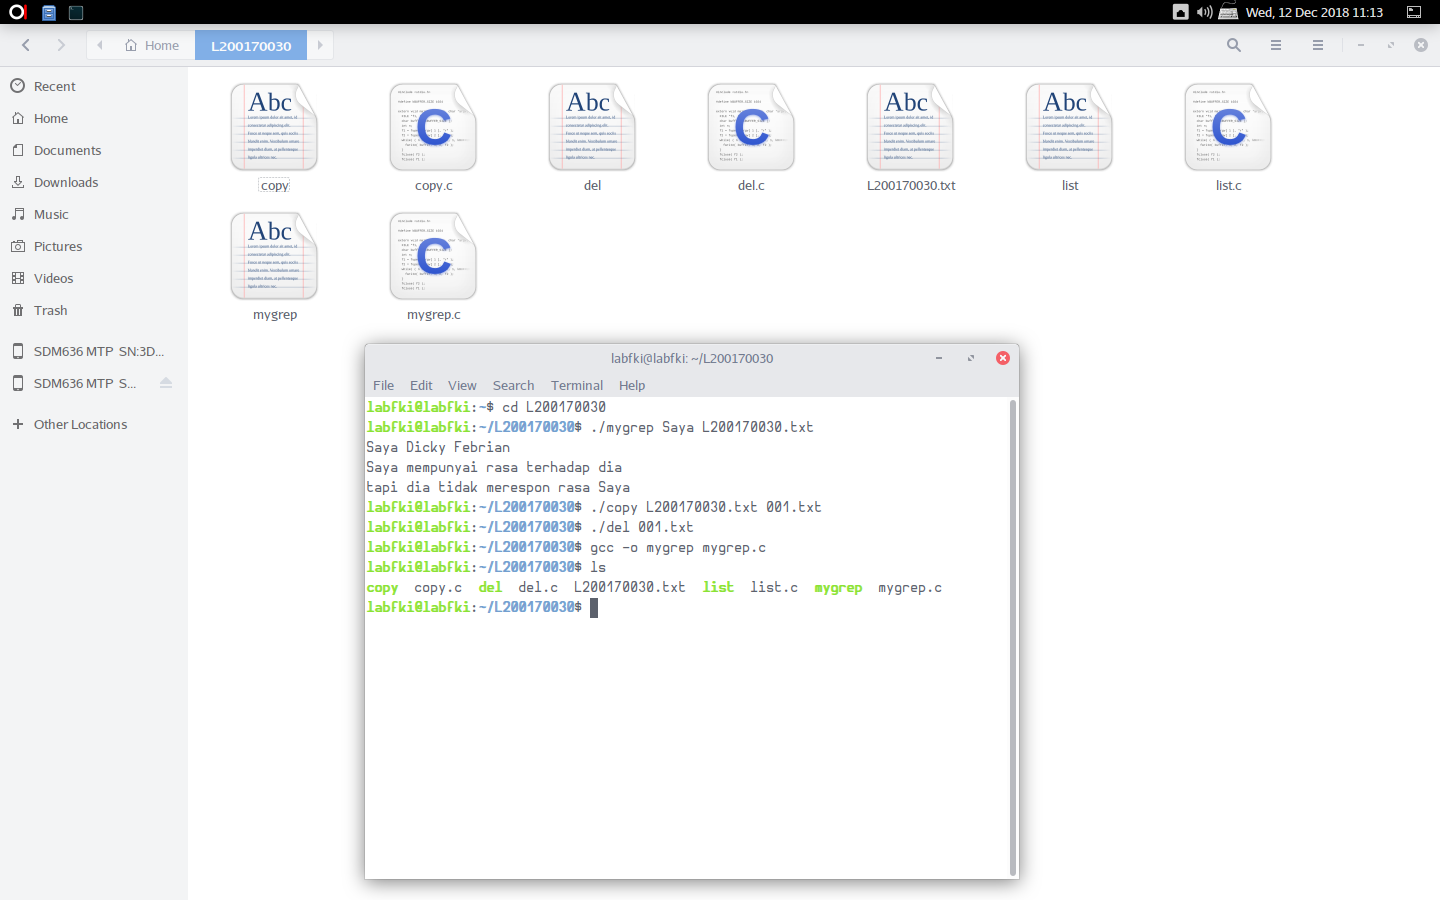 Wed, 12 Dec 2018 11:13
Home
L200170030
Recent
Home
Documents
Downloads
Music
Pictures
Videos
Trash
SDM636 MTP SN:3D...
SDM636 MTP S...
Other Locations
Abc
copy
C
copy.c
Abc
del
C
del.c
Abc
L200170030.txt
Abc
list
C
list.c
Abc
mygrep
C
mygrep.c
labfki@labfki: ~/L200170030
File Edit View Search Terminal Help
labfki@labfki:~$ cd L200170030
labfki@labfki:~/L200170030$ ./mygrep Saya L200170030.txt
Saya Dicky Febrian
Saya mempunyai rasa terhadap dia
tapi dia tidak merespon rasa Saya
labfki@labfki:~/L200170030$ ./copy L200170030.txt 001.txt
labfki@labfki:~/L200170030$ ./del 001.txt
labfki@labfki:~/L200170030$ gcc -o mygrep mygrep.c
labfki@labfki:~/L200170030$ ls
copy copy.c del del.c L200170030.txt list list.c mygrep mygrep.c
labfki@labfki:~/L200170030$